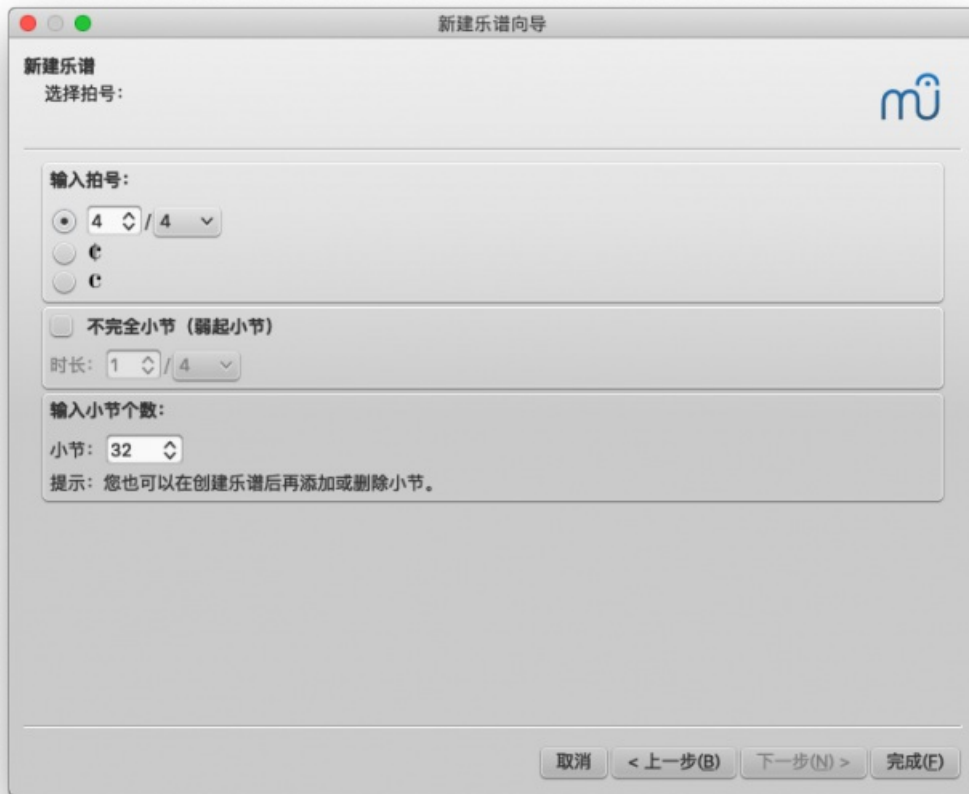 新建乐谱向导
新建乐谱
选择拍号：
输入拍号：
4 / 4
¢
C
不完全小节（弱起小节）
时长： 1 / 4
输入小节个数：
小节： 32
提示：您也可以在创建乐谱后再添加或删除小节。
取消 < 上一步(B) 下一步(N) > 完成(F)